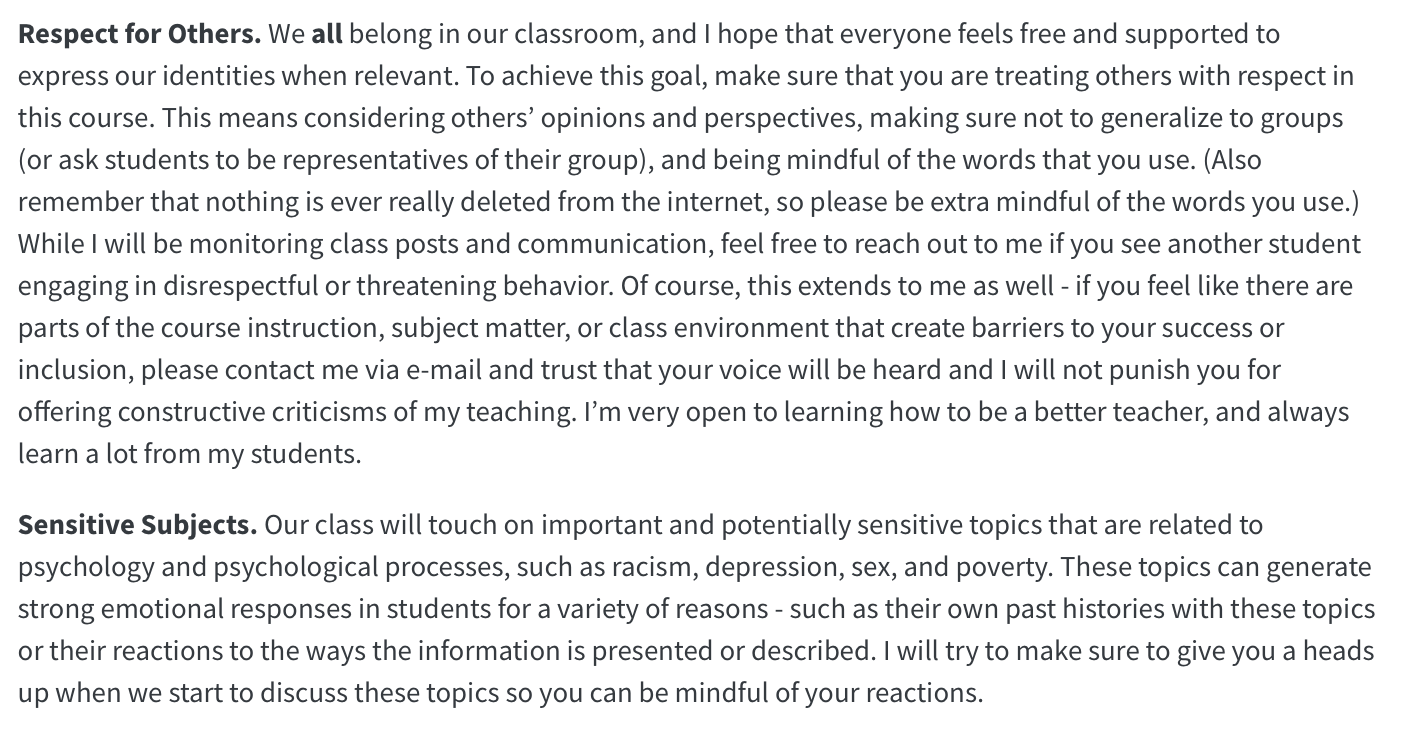 Respect for Others. We all belong in our classroom, and I hope that everyone feels free and supported to
express our identities when relevant. To achieve this goal, make sure that you are treating others with respect in
this course. This means considering others’ opinions and perspectives, making sure not to generalize to groups
(or ask students to be representatives of their group), and being mindful of the words that you use. (Also
remember that nothing is ever really deleted from the internet, so please be extra mindful of the words you use.)
While I will be monitoring class posts and communication, feel free to reach out to me if you see another student
engaging in disrespectful or threatening behavior. Of course, this extends to me as well - if you feel like there are
parts of the course instruction, subject matter, or class environment that create barriers to your success or
inclusion, please contact me via e-mail and trust that your voice will be heard and I will not punish you for
offering constructive criticisms of my teaching. I’m very open to learning how to be a better teacher, and always
learn a lot from my students.
Sensitive Subjects. Our class will touch on important and potentially sensitive topics that are related to
psychology and psychological processes, such as racism, depression, sex, and poverty. These topics can generate
strong emotional responses in students for a variety of reasons - such as their own past histories with these topics
or their reactions to the ways the information is presented or described. I will try to make sure to give you a heads
up when we start to discuss these topics so you can be mindful of your reactions.